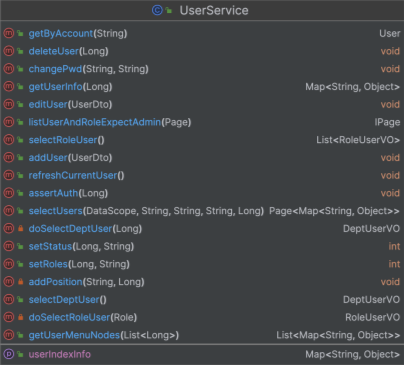 UserService
getByAccount(String) User
deleteUser(Long) void
changePwd(String, String) void
getUserInfo(Long) Map<String, Object>
editUser(UserDto) void
listUserAndRoleExpectAdmin(Page) IPage
selectRoleUser() List<RoleUserVO>
addUser(UserDto) void
refreshCurrentUser() void
assertAuth(Long) void
selectUsers(DataScope, String, String, String, Long) Page<Map<String, Object>>
doSelectDeptUser(Long) DeptUserVO
setStatus(Long, String) int
setRoles(Long, String) int
addPosition(String, Long) void
selectDeptUser() DeptUserVO
doSelectRoleUser(Role) RoleUserVO
getUserMenuNodes(List<Long>) List<Map<String, Object>>
userIndexInfo Map<String, Object>